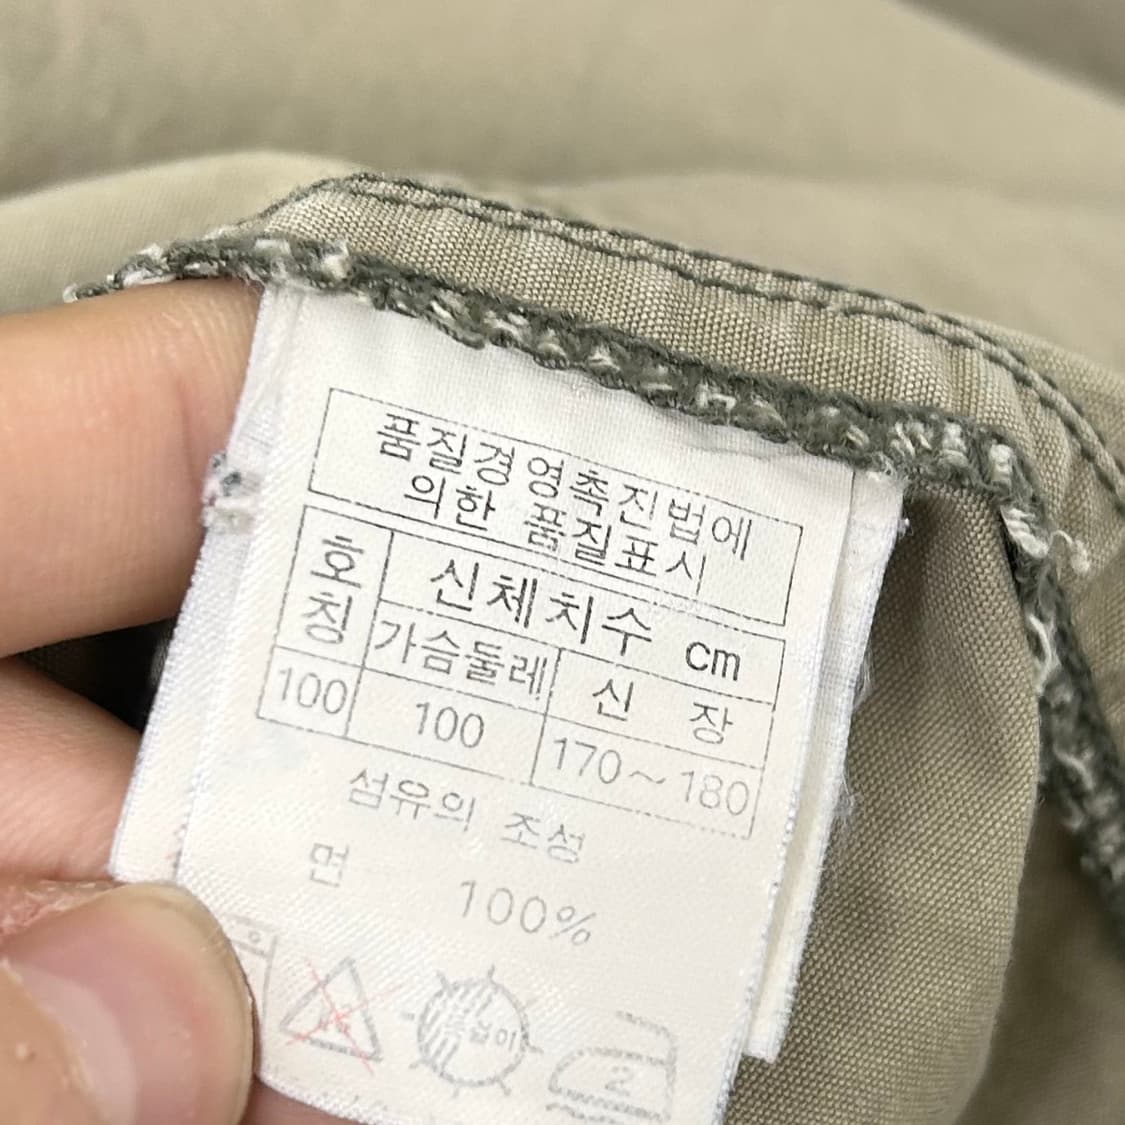 품질경영촉진법에
의한 품질표시
호칭 신체치수 cm
가슴둘레 신 장
100 100 170~180
섬유의 조성
면 100%
2